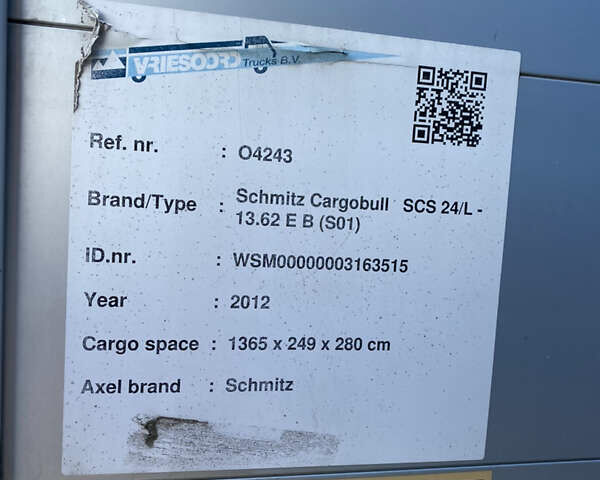 VRIESOORD
Trucks B.V.
Ref. nr. : O4243
Brand/Type : Schmitz Cargobull SCS 24/L -
13.62 E B (S01)
ID.nr. : WSM00000003163515
Year : 2012
Cargo space : 1365 x 249 x 280 cm
Axel brand : Schmitz